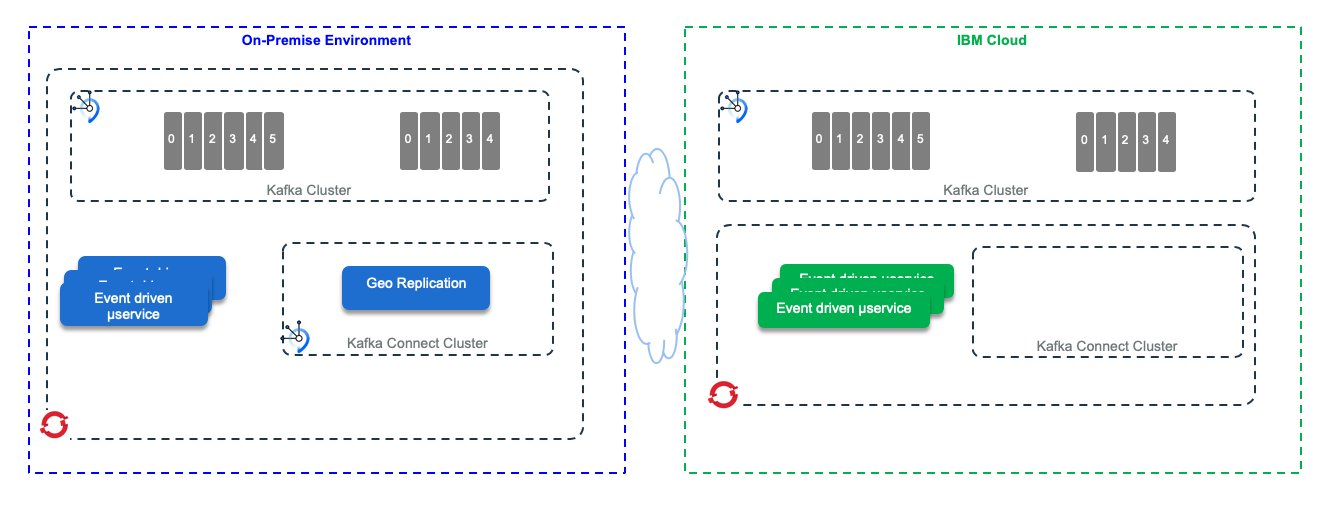 On-Premise Environment
IBM Cloud
0 1 2 3 4 5
0 1 2 3 4
Kafka Cluster
0 1 2 3 4 5
0 1 2 3 4
Kafka Cluster
Event driven
µservice
Geo Replication
Kafka Connect Cluster
Event driven µservice
Event driven µservice
Event driven µservice
Kafka Connect Cluster